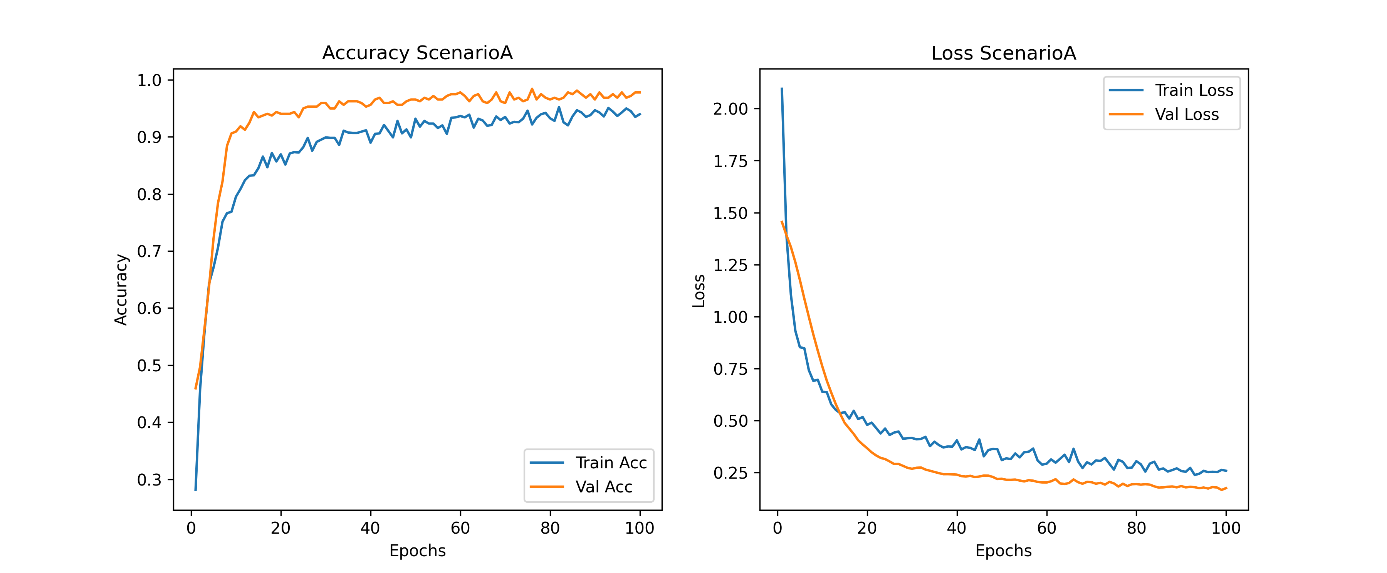 Accuracy ScenarioA
1.0
0.9
0.8
0.7
0.6
0.5
0.4
0.3
Accuracy
0 20 40 60 80 100
Epochs
Train Acc
Val Acc
Loss ScenarioA
2.00
1.75
1.50
1.25
1.00
0.75
0.50
0.25
Loss
0 20 40 60 80 100
Epochs
Train Loss
Val Loss